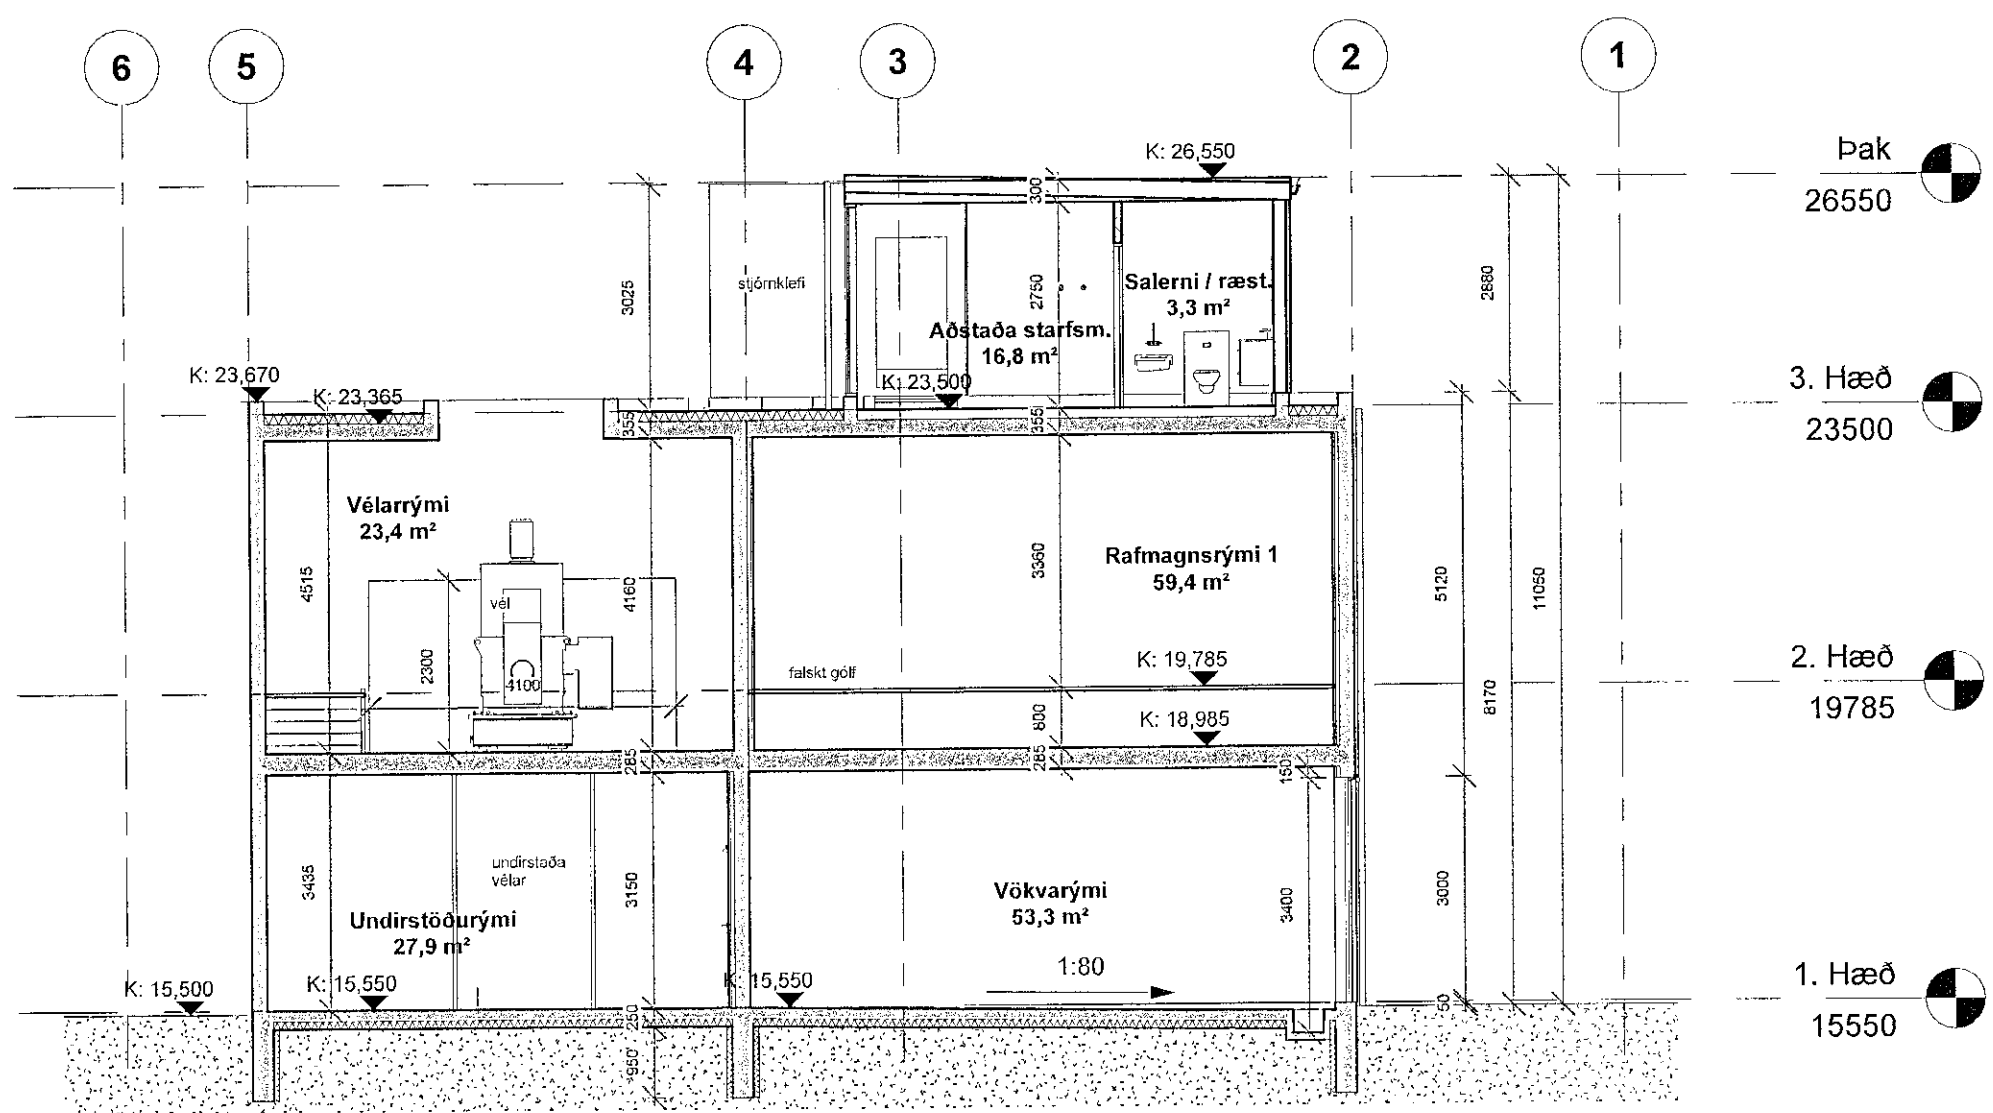 6
5
4
3
2
1
Þak
26550
K: 26,550
300
3025
stjórnklefi
2750
Salerni / ræst.
3,3 m²
Aðstaða starfsm.
16,8 m²
2880
K: 23,670
K: 23,365
K: 23,500
3. Hæð
23500
355
355
Vélarrými
23,4 m²
4515
vél
4160
3360
Rafmagnsrými 1
59,4 m²
5120
11050
2300
4100
falskt gólf
K: 19,785
2. Hæð
19785
800
K: 18,985
8170
285
285
150
3435
undirstaða
vélar
3150
Vökvarými
53,3 m²
3400
3000
Undirstöðurými
27,9 m²
1:80
K: 15,500
K: 15,550
K: 15,550
1. Hæð
15550
250
50
950